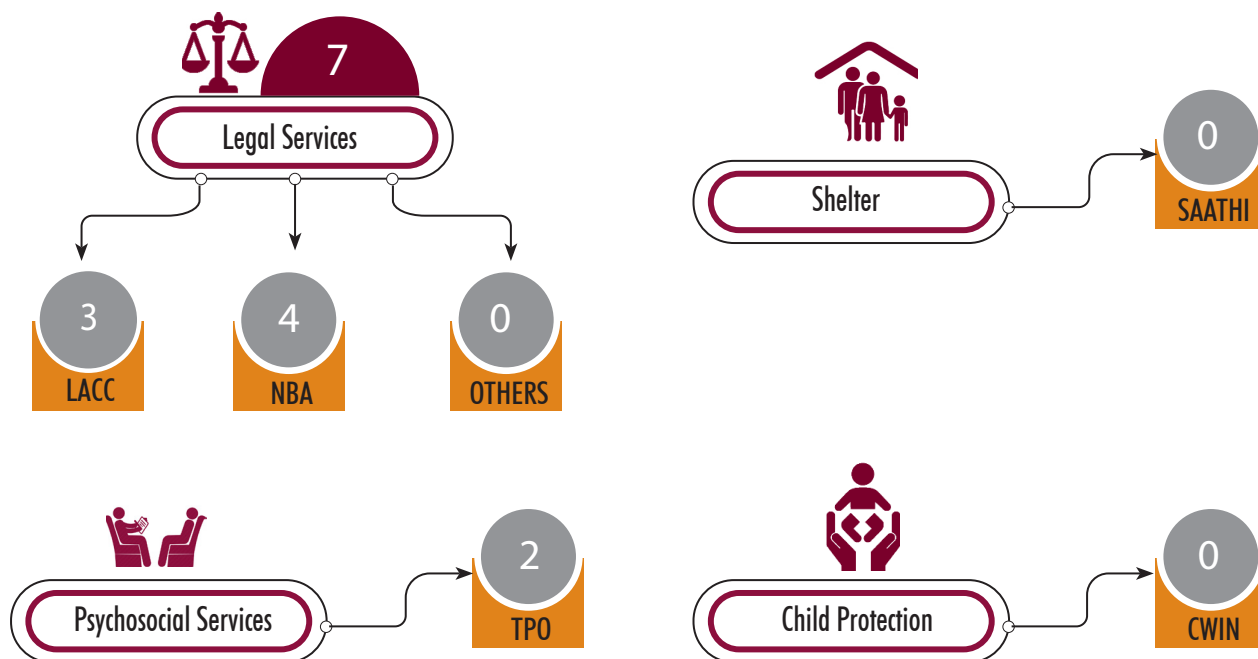 7
Legal Services
3
LACC
4
NBA
0
OTHERS
Shelter
0
SAATHI
Psychosocial Services
2
TPO
Child Protection
0
CWIN